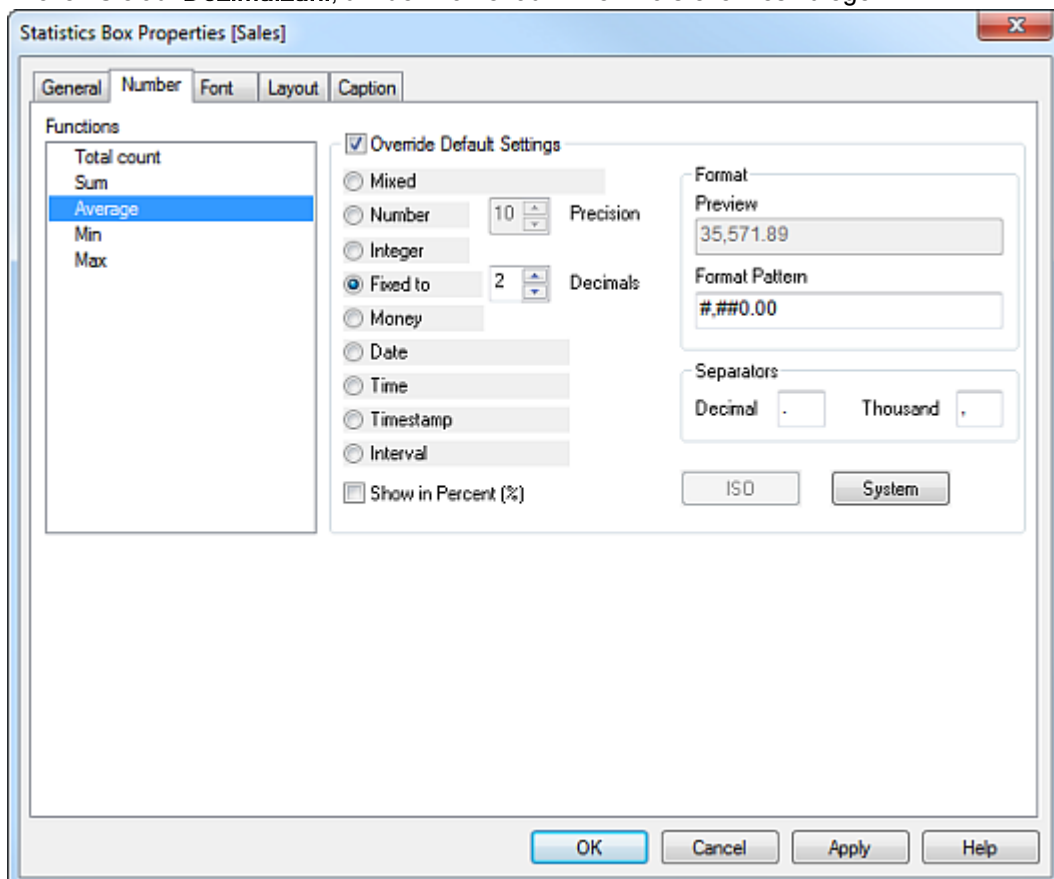 Dezimalzahl,
Statistics Box Properties [Sales]
General Number Font Layout Caption
Functions
Total count
Sum
Average
Min
Max
Override Default Settings
Mixed
Number 10 Precision
Integer
Fixed to 2 Decimals
Money
Date
Time
Timestamp
Interval
Show in Percent (%)
Format
Preview
35,571.89
Format Pattern
#,##0.00
Separators
Decimal . Thousand ,
ISO System
OK Cancel Apply Help